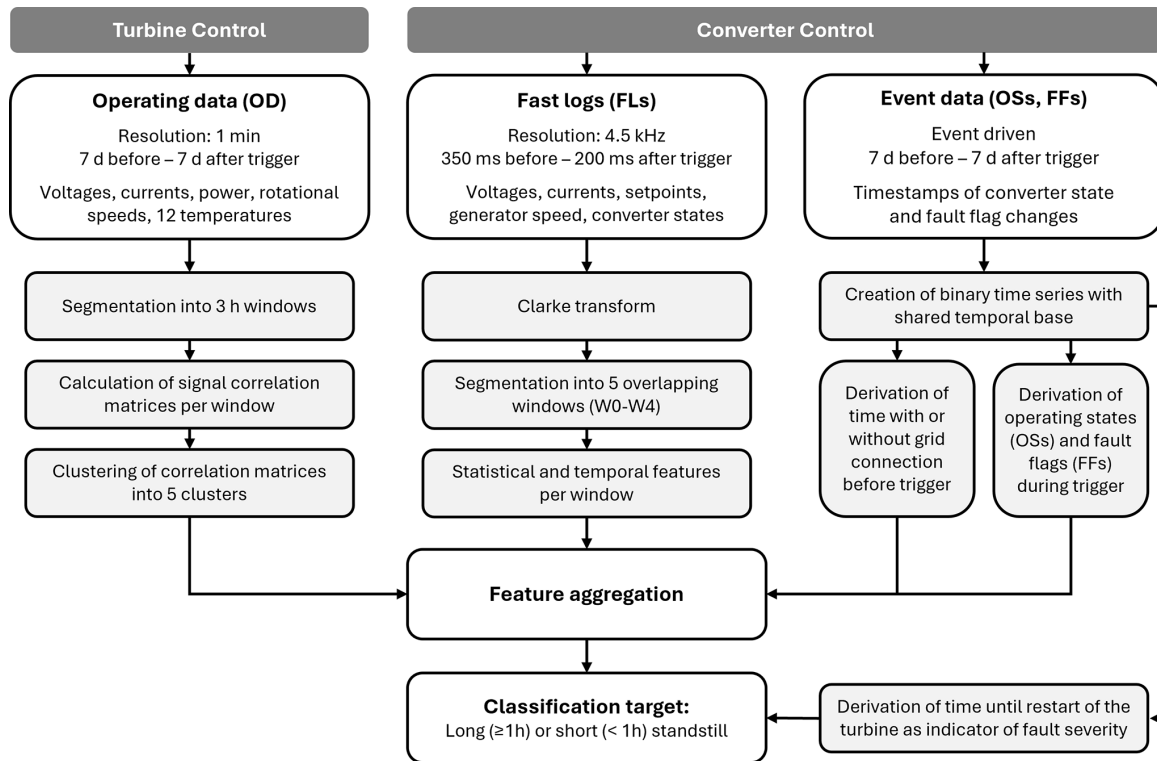 Turbine Control
Converter Control
Operating data (OD)
Resolution: 1 min
7 d before – 7 d after trigger
Voltages, currents, power, rotational
speeds, 12 temperatures
Fast logs (FLs)
Resolution: 4.5 kHz
350 ms before – 200 ms after trigger
Voltages, currents, setpoints,
generator speed, converter states
Event data (OSs, FFs)
Event driven
7 d before – 7 d after trigger
Timestamps of converter state
and fault flag changes
Segmentation into 3 h windows
Clarke transform
Creation of binary time series with
shared temporal base
Calculation of signal correlation
matrices per window
Segmentation into 5 overlapping
windows (W0-W4)
Derivation of
time with or
without grid
connection
before trigger
Derivation of
operating states
(OSs) and fault
flags (FFs)
during trigger
Clustering of correlation matrices
into 5 clusters
Statistical and temporal features
per window
Feature aggregation
Classification target:
Long (≥1h) or short (< 1h) standstill
Derivation of time until restart of the
turbine as indicator of fault severity